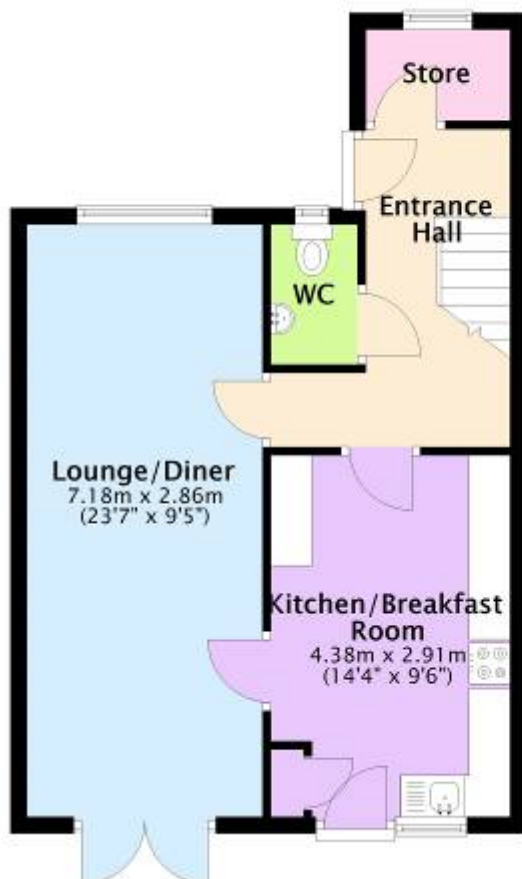 Store
Entrance
Hall
WC
Lounge/Diner
7.18m x 2.86m
(23'7" x 9'5")
Kitchen/Breakfast
Room
4.38m x 2.91m
(14'4" x 9'6")